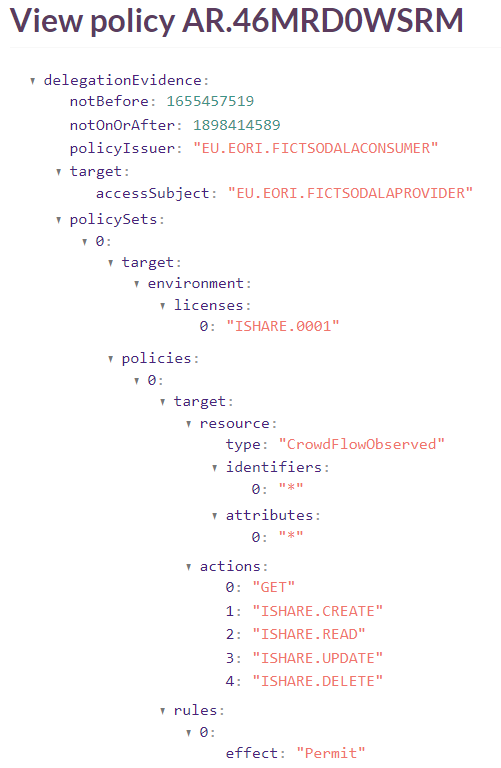 View policy AR.46MRD0WSRM
▾ delegationEvidence:
notBefore: 1655457519
notOnOrAfter: 1898414589
policyIssuer: "EU.EORI.FICTSODALACONSUMER"
▾ target:
accessSubject: "EU.EORI.FICTSODALAPROVIDER"
▾ policySets:
▾ 0:
▾ target:
▾ environment:
▾ licenses:
0: "ISHARE.0001"
▾ policies:
▾ 0:
▾ target:
▾ resource:
type: "CrowdFlowObserved"
▾ identifiers:
0: "*"
▾ attributes:
0: "*"
▾ actions:
0: "GET"
1: "ISHARE.CREATE"
2: "ISHARE.READ"
3: "ISHARE.UPDATE"
4: "ISHARE.DELETE"
▾ rules:
▾ 0:
effect: "Permit"